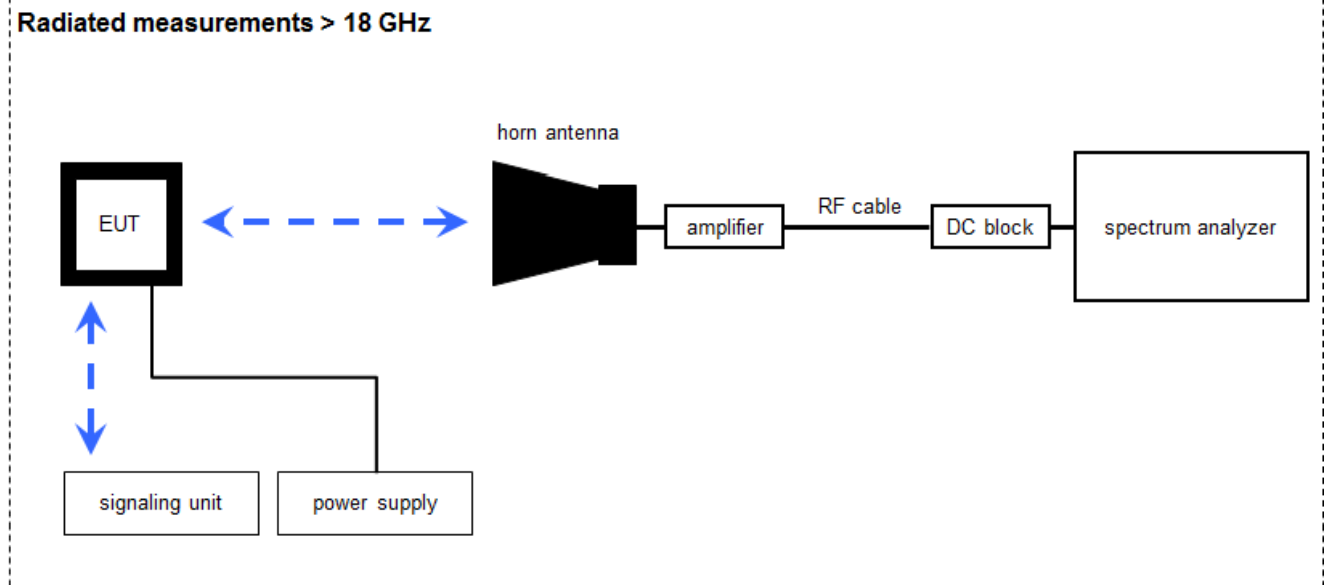 Radiated measurements > 18 GHz
horn antenna
EUT
amplifier
RF cable
DC block
spectrum analyzer
signaling unit
power supply